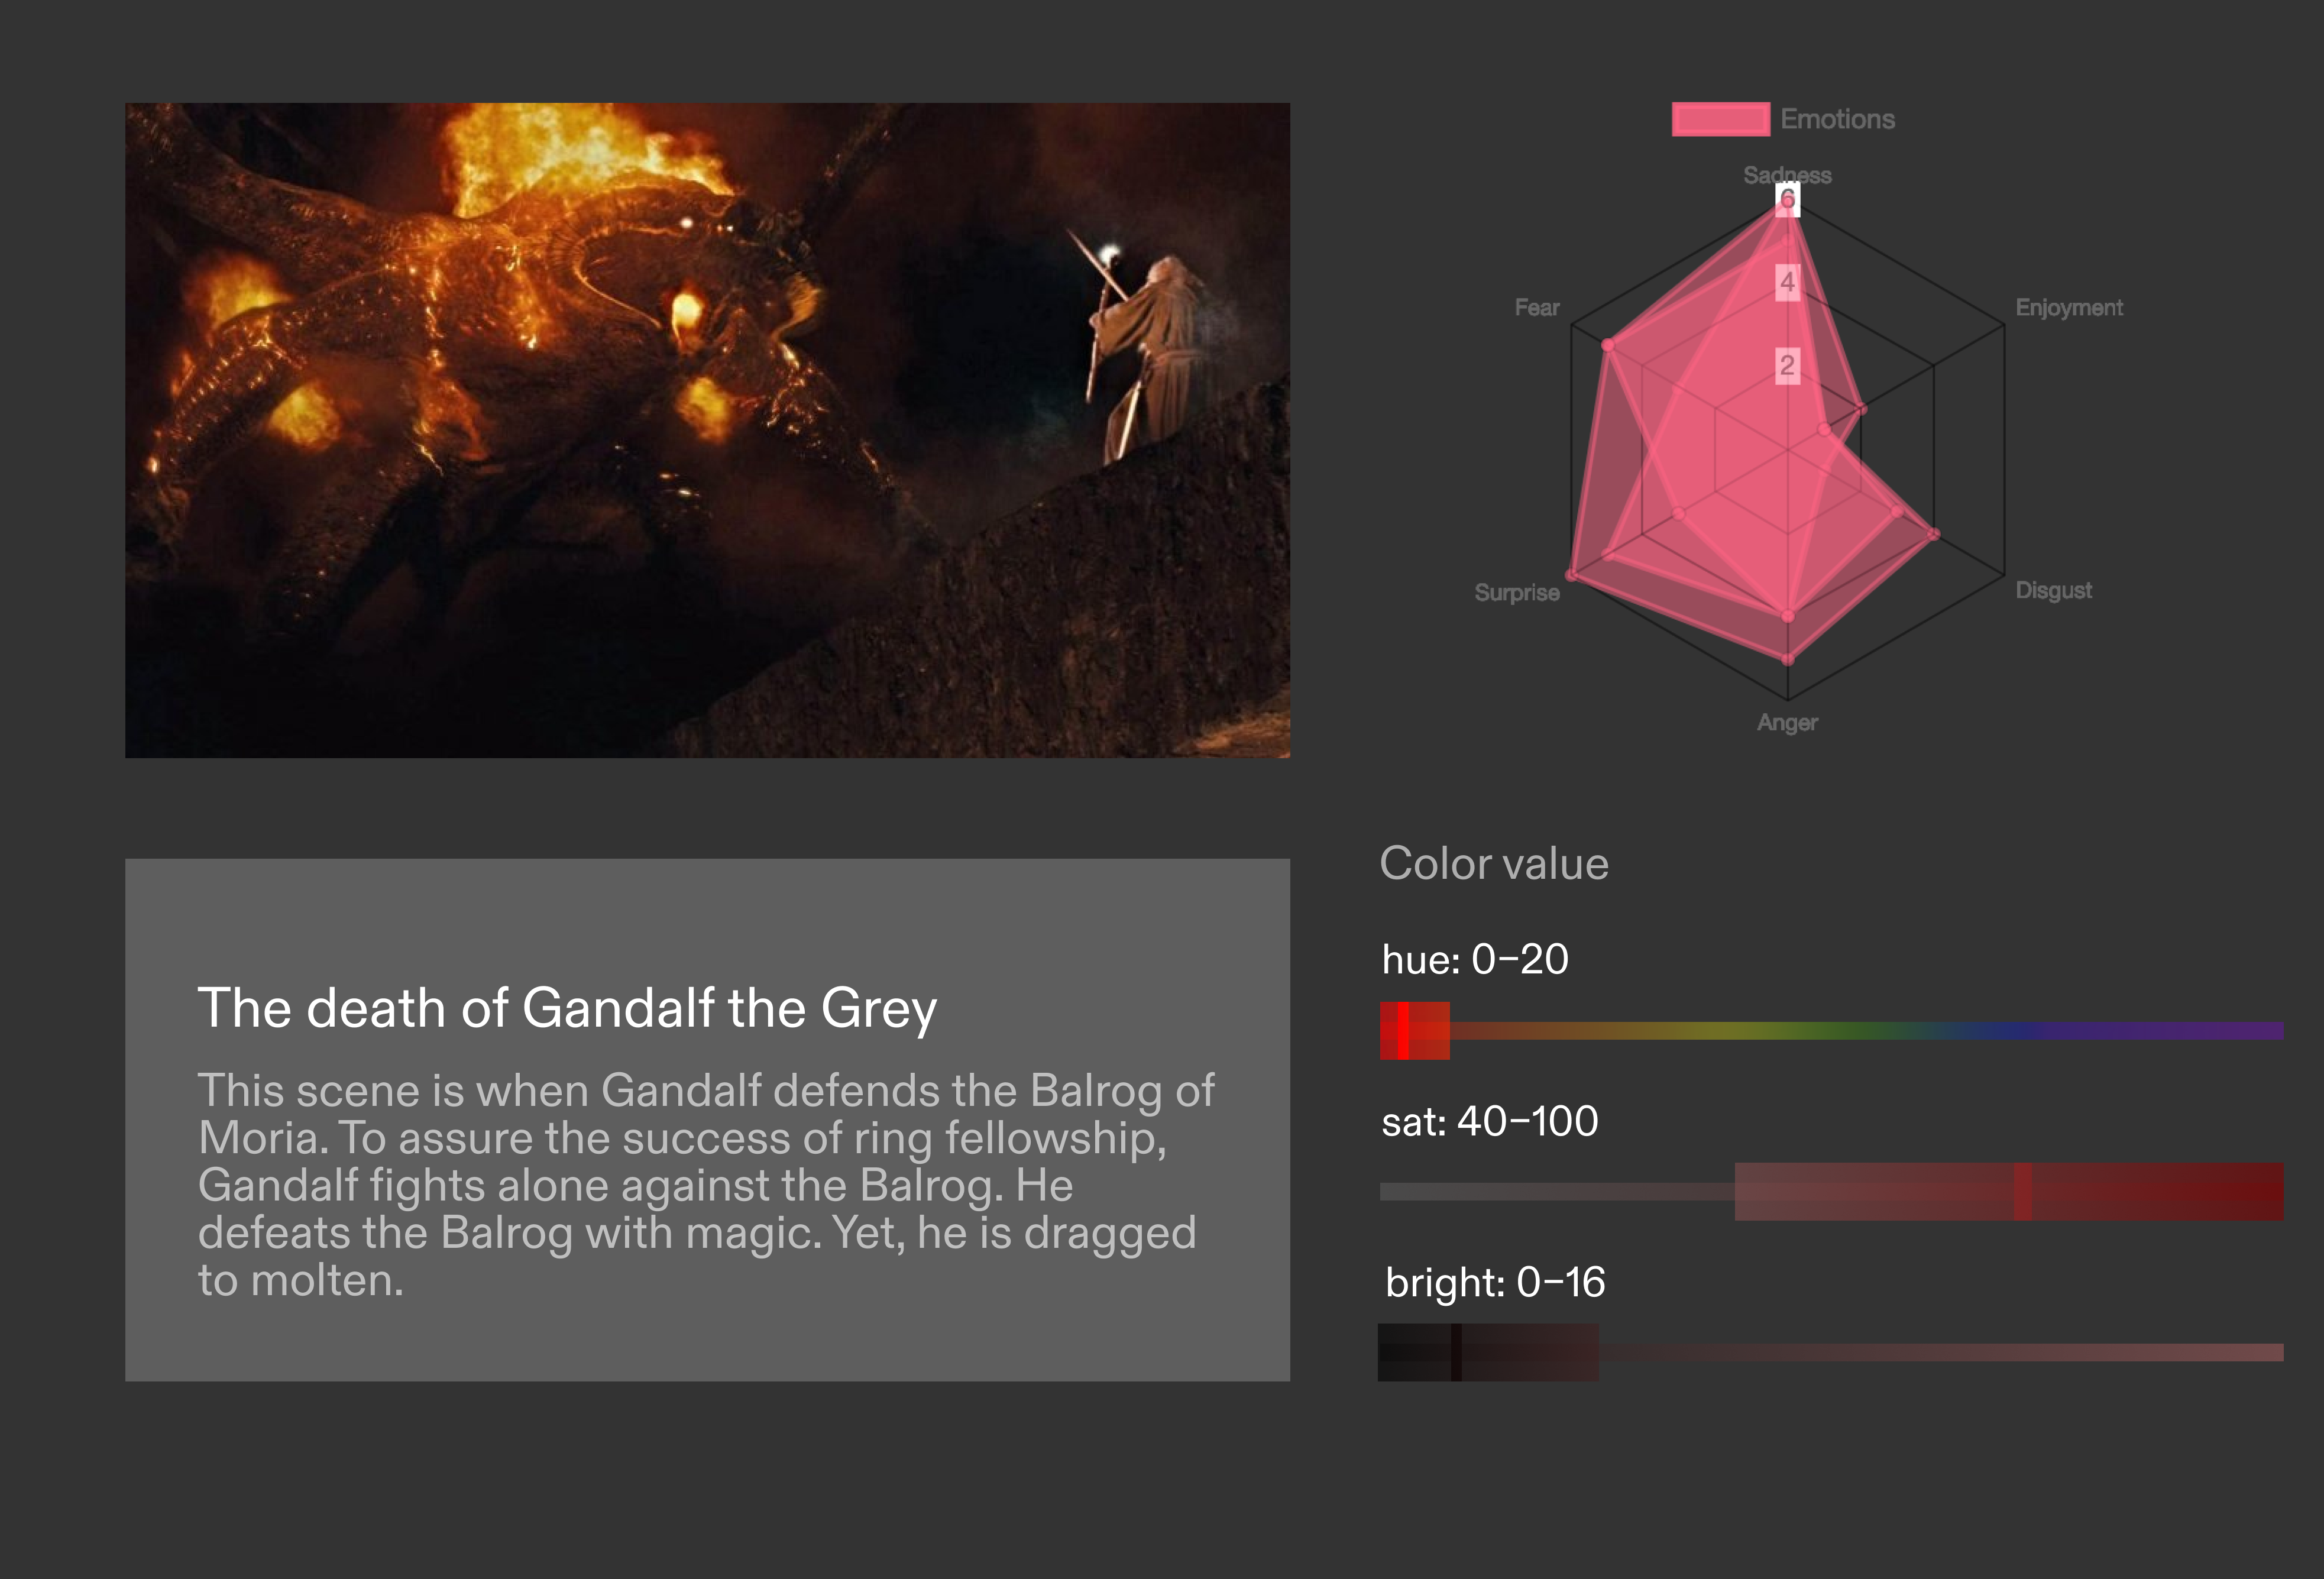 Emotions
Sadness
6
4
2
Fear
Enjoyment
Surprise
Disgust
Anger
Color value
hue: 0–20
sat: 40–100
bright: 0–16
The death of Gandalf the Grey
This scene is when Gandalf defends the Balrog of
Moria. To assure the success of ring fellowship,
Gandalf fights alone against the Balrog. He
defeats the Balrog with magic. Yet, he is dragged
to molten.